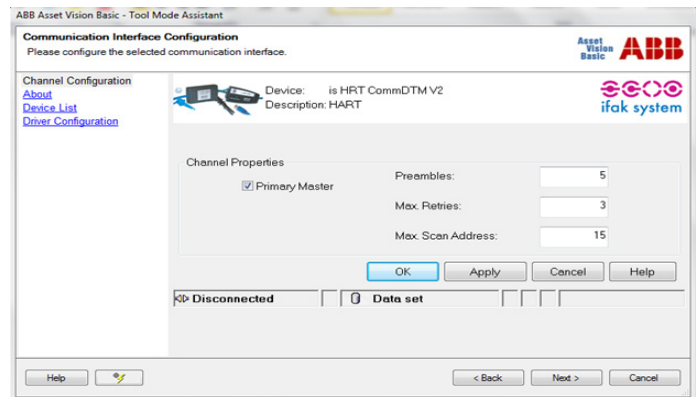 ABB Asset Vision Basic - Tool Mode Assistant
Communication Interface Configuration
Please configure the selected communication interface.
Asset Vision Basic ABB
Channel Configuration
About
Device List
Driver Configuration
Device: is HRT CommDTM V2
Description: HART
ifak system
Channel Properties
Primary Master
Preambles: 5
Max. Retries: 3
Max. Scan Address: 15
OK Apply Cancel Help
Disconnected Data set
Help < Back Next > Cancel